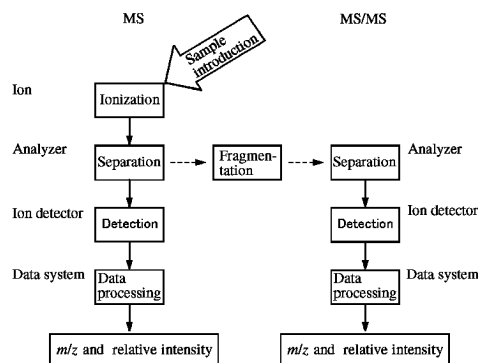 MS
MS/MS
Sample
introduction
Ion
Ionization
Analyzer
Separation
Fragmen-
tation
Separation
Analyzer
Ion detector
Detection
Detection
Ion detector
Data system
Data
processing
Data
processing
Data system
m/z and relative intensity
m/z and relative intensity